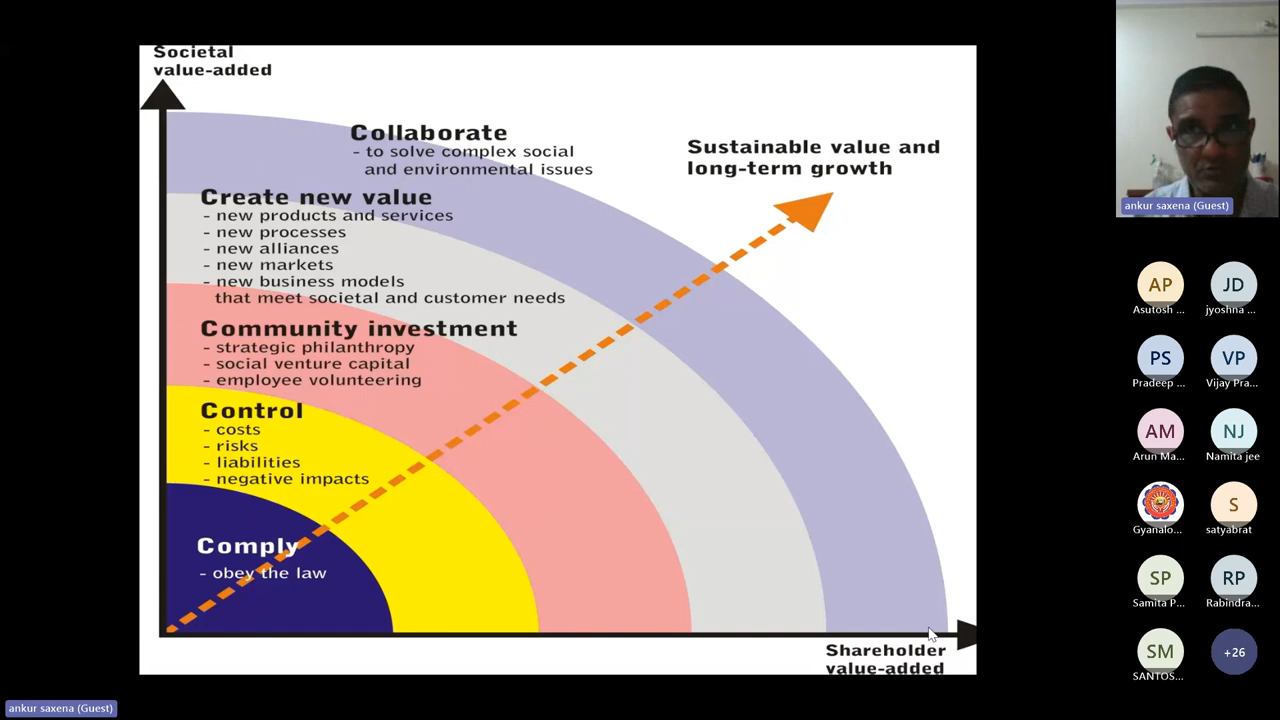 Societal
value-added
Collaborate
- to solve complex social
and environmental issues
Sustainable value and
long-term growth
Create new value
- new products and services
- new processes
- new alliances
- new markets
- new business models
that meet societal and customer needs
Community investment
- strategic philanthropy
- social venture capital
- employee volunteering
Control
- costs
- risks
- liabilities
- negative impacts
Comply
- obey the law
Shareholder
value-added
ankur saxena (Guest)
AP
JD
Asutosh ...
jyoshna ...
PS
VP
Pradeep ...
Vijay Pra...
AM
NJ
Arun Ma...
Namita jee
S
Gyanalo...
satyabrat
SP
RP
Samita P...
Rabindra...
SM
+26
SANTOS...
ankur saxena (Guest)